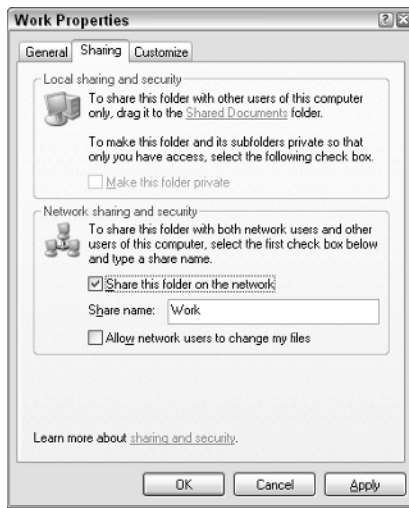 Work Properties
General Sharing Customize
Local sharing and security
To share this folder with other users of this computer
only, drag it to the Shared Documents folder.
To make this folder and its subfolders private so that
only you have access, select the following check box.
Make this folder private
Network sharing and security
To share this folder with both network users and other
users of this computer, select the first check box below
and type a share name.
Share this folder on the network
Share name: Work
Allow network users to change my files
Learn more about sharing and security.
OK Cancel Apply